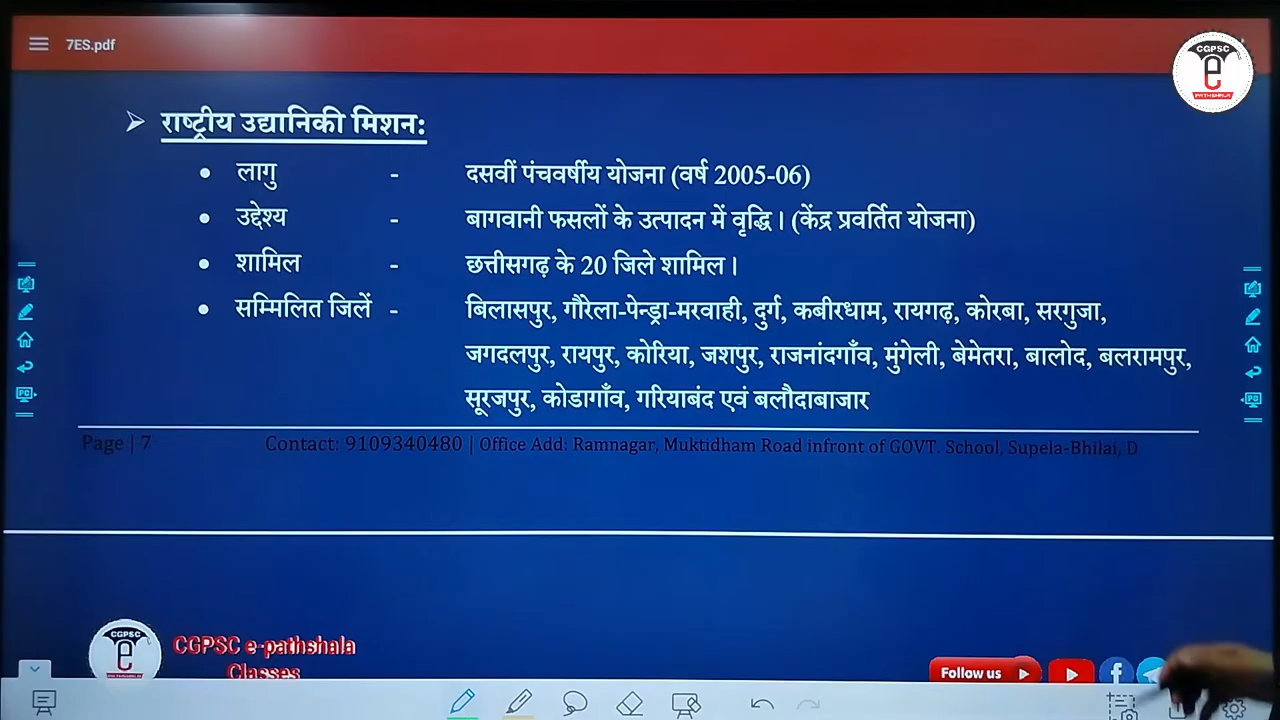 7ES.pdf
CGPSC
e
PATHSHALA
➢ राष्ट्रीय उद्यानिकी मिशन:
• लागु - दसवीं पंचवर्षीय योजना (वर्ष 2005-06)
• उद्देश्य - बागवानी फसलों के उत्पादन में वृद्धि। (केंद्र प्रवर्तित योजना)
• शामिल - छत्तीसगढ़ के 20 जिले शामिल।
• सम्मिलित जिलें - बिलासपुर, गौरेला-पेन्ड्रा-मरवाही, दुर्ग, कबीरधाम, रायगढ़, कोरबा, सरगुजा,
जगदलपुर, रायपुर, कोरिया, जशपुर, राजनांदगाँव, मुंगेली, बेमेतरा, बालोद, बलरामपुर,
सूरजपुर, कोडागाँव, गरियाबंद एवं बलौदाबाजार
Page | 7 Contact: 9109340480 | Office Add: Ramnagar, Muktidham Road infront of GOVT. School, Supela-Bhilai, D
CGPSC
e
CGPSC e-pathshala
Classes
Follow us